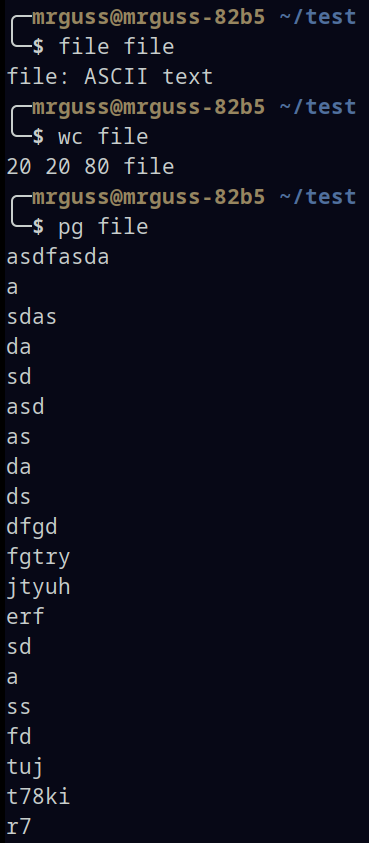 mrguss@mrguss-82b5 ~/test
$ file file
file: ASCII text
mrguss@mrguss-82b5 ~/test
$ wc file
20 20 80 file
mrguss@mrguss-82b5 ~/test
$ pg file
asdfasda
a
sdas
da
sd
asd
as
da
ds
dfgd
fgtry
jtyuh
erf
sd
a
ss
fd
tuj
t78ki
r7